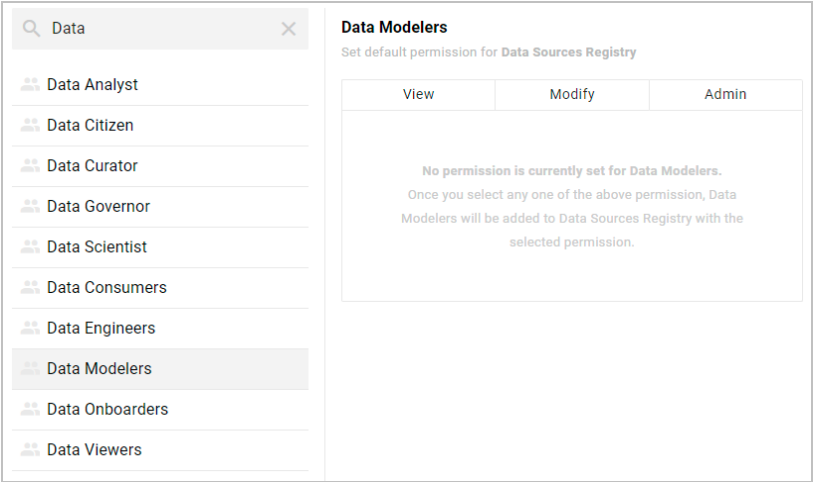 Data
Data Analyst
Data Citizen
Data Curator
Data Governor
Data Scientist
Data Consumers
Data Engineers
Data Modelers
Data Onboarders
Data Viewers
Data Modelers
Set default permission for Data Sources Registry
View Modify Admin
No permission is currently set for Data Modelers.
Once you select any one of the above permission, Data
Modelers will be added to Data Sources Registry with the
selected permission.